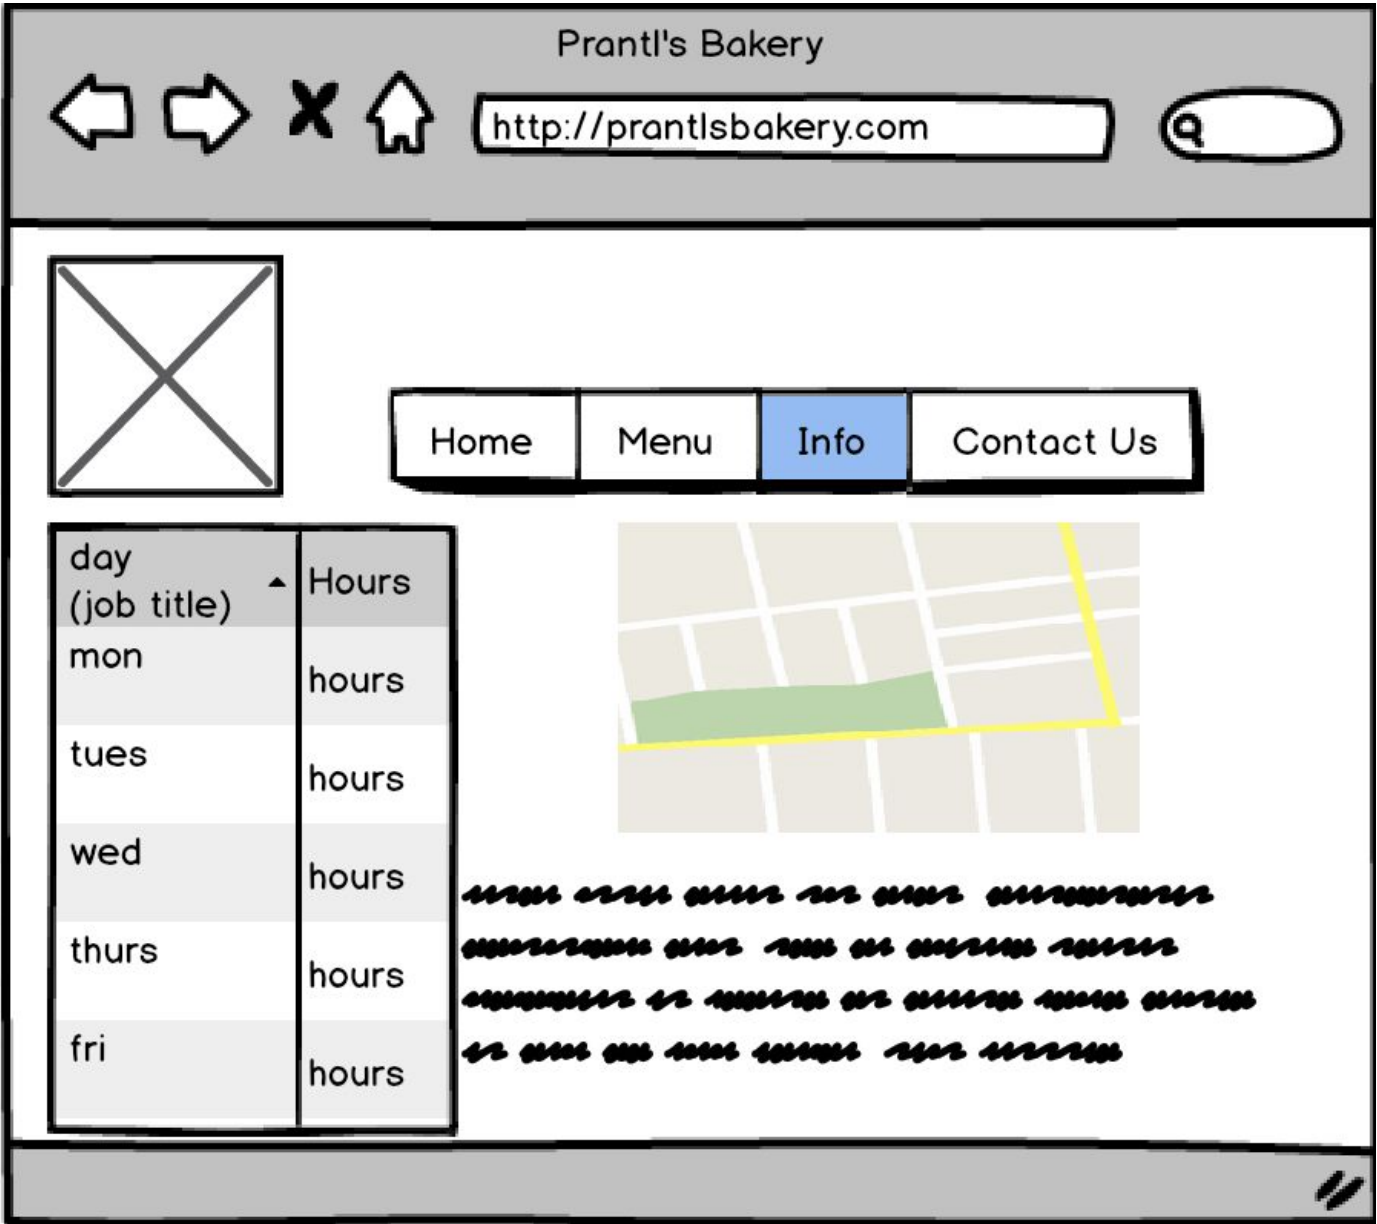 Prantl's Bakery
http://prantlsbakery.com
Home Menu Info Contact Us
day
(job title)
Hours
mon
hours
tues
hours
wed
hours
thurs
hours
fri
hours